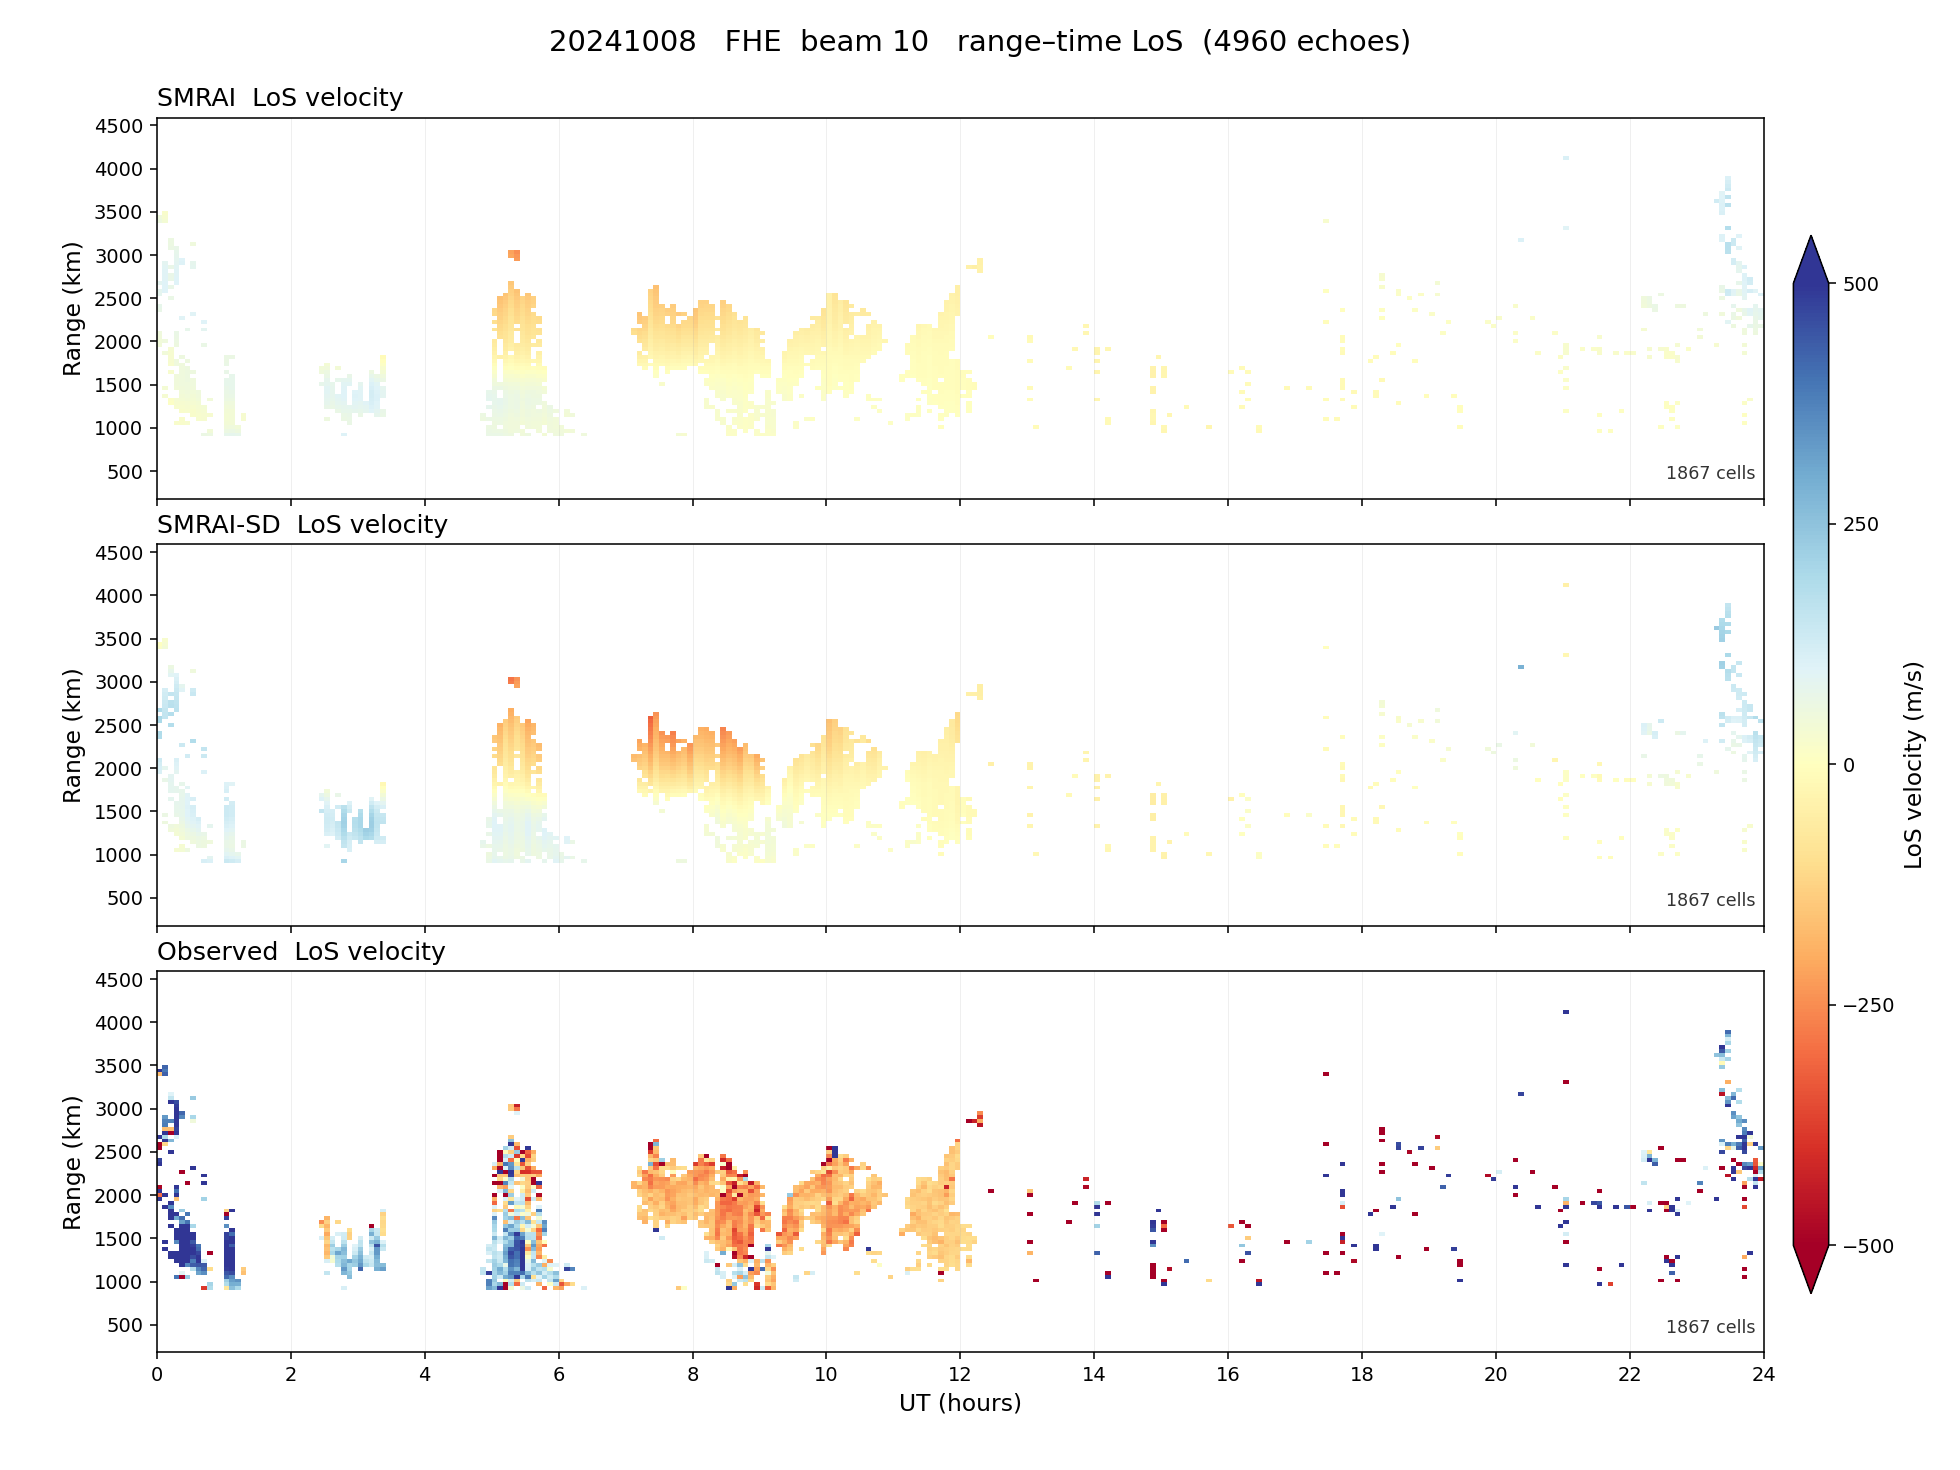 20241008   FHE  beam 10   range–time LoS  (4960 echoes)
SMRAI  LoS velocity
4500
4000
3500
3000
2500
2000
1500
1000
500
Range (km)
1867 cells
SMRAI-SD  LoS velocity
4500
4000
3500
3000
2500
2000
1500
1000
500
Range (km)
1867 cells
Observed  LoS velocity
4500
4000
3500
3000
2500
2000
1500
1000
500
Range (km)
1867 cells
0 2 4 6 8 10 12 14 16 18 20 22 24
UT (hours)
500
250
0
−250
−500
LoS velocity (m/s)